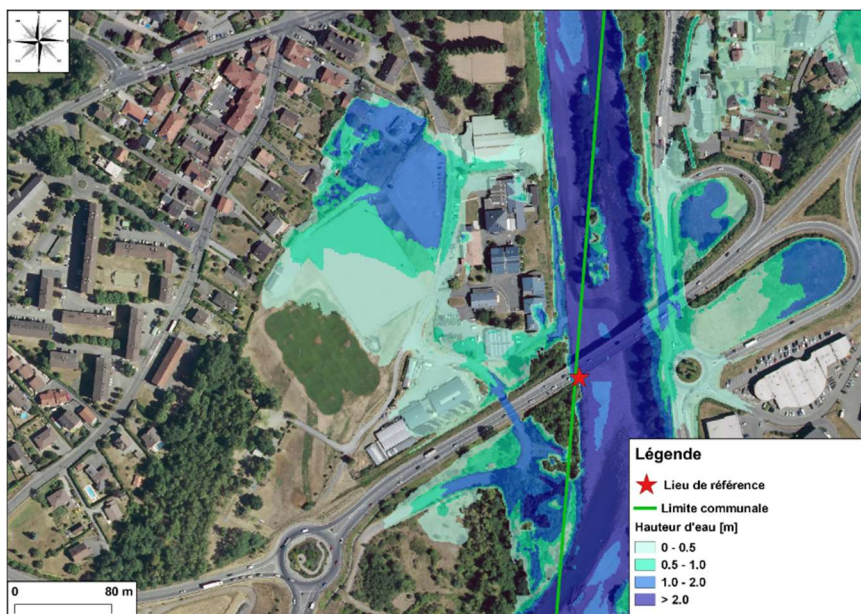 0 80 m
Légende
Lieu de référence
Limite communale
Hauteur d'eau [m]
0 - 0.5
0.5 - 1.0
1.0 - 2.0
> 2.0